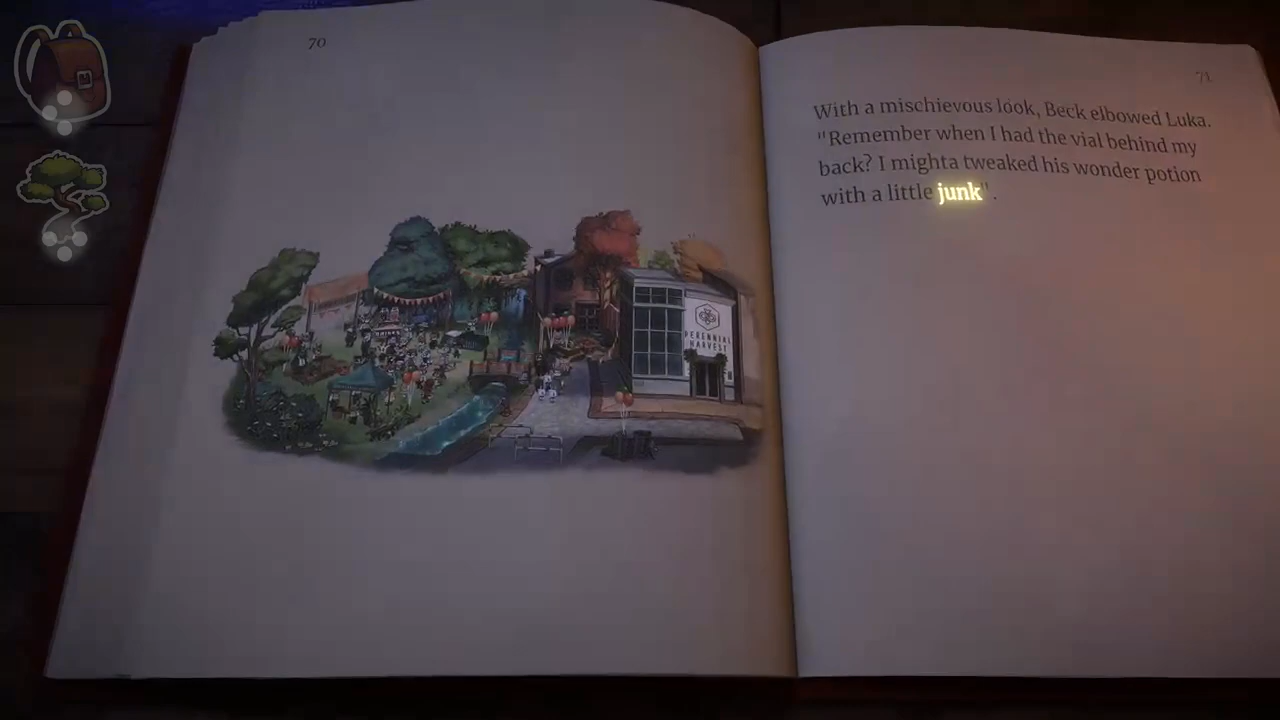 70
71
With a mischievous look, Beck elbowed Luka.
"Remember when I had the vial behind my
back? I mighta tweaked his wonder potion
with a little junk".
PERENNIAL
HARVEST